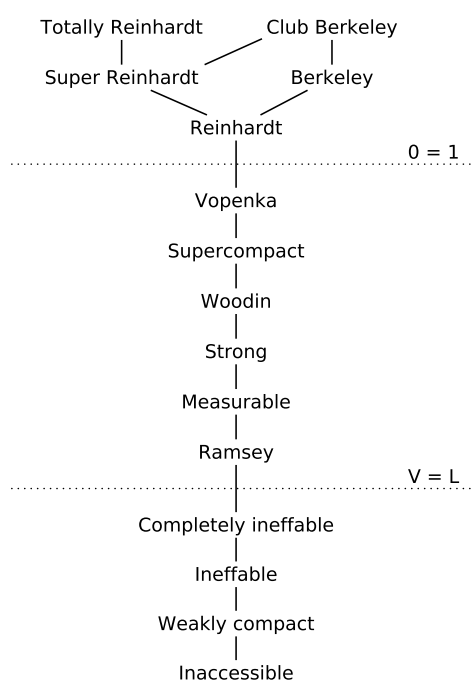 Totally Reinhardt Club Berkeley
Super Reinhardt Berkeley
Reinhardt
0 = 1
Vopenka
Supercompact
Woodin
Strong
Measurable
Ramsey
V = L
Completely ineffable
Ineffable
Weakly compact
Inaccessible